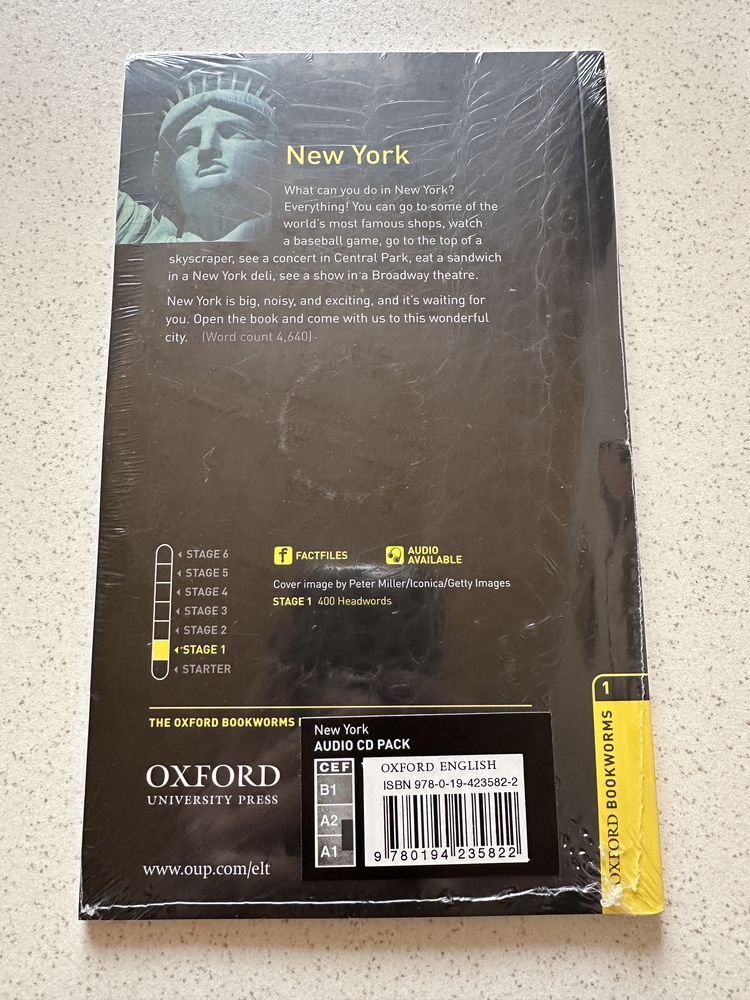 New York
What can you do in New York?
Everything! You can go to some of the
world's most famous shops, watch
a baseball game, go to the top of a
skyscraper, see a concert in Central Park, eat a sandwich
in a New York deli, see a show in a Broadway theatre.
New York is big, noisy, and exciting, and it's waiting for
you. Open the book and come with us to this wonderful
city. (Word count 4,640)
STAGE 6
STAGE 5
STAGE 4
STAGE 3
STAGE 2
STAGE 1
STARTER
f FACTFILES
AUDIO
AVAILABLE
Cover image by Peter Miller/Iconica/Getty Images
STAGE 1 400 Headwords
THE OXFORD BOOKWORMS
OXFORD
UNIVERSITY PRESS
www.oup.com/elt
New York
AUDIO CD PACK
CEF
B1
A2
A1
OXFORD ENGLISH
ISBN 978-0-19-423582-2
9 780194 235822
1
OXFORD BOOKWORMS